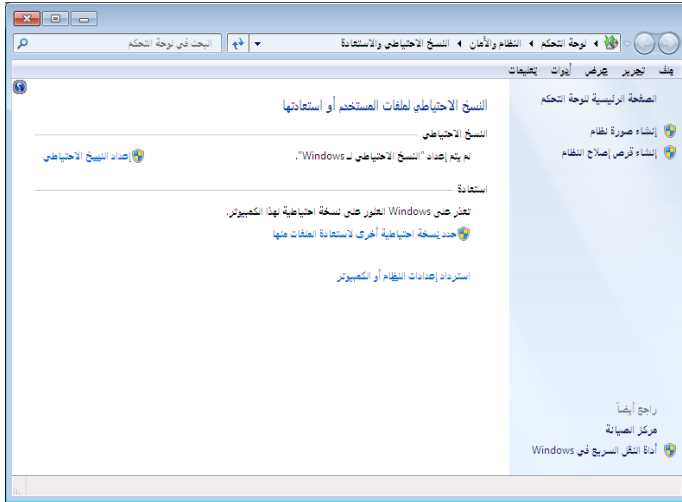 لوحة التحكم ◂ النظام والأمان ◂ النسخ الاحتياطي والاستعادة
البحث في لوحة التحكم
ملف تحرير عرض أدوات تعليمات
الصفحة الرئيسية للوحة التحكم
إنشاء صورة نظام
إنشاء قرص إصلاح النظام
النسخ الاحتياطي لملفات المستخدم أو استعادتها
النسخ الاحتياطي
لم يتم إعداد "النسخ الاحتياطي لـ Windows".
إعداد النسخ الاحتياطي
استعادة
تعذر على Windows العثور على نسخة احتياطية لهذا الكمبيوتر.
حدد نسخة احتياطية أخرى لاستعادة الملفات منها
استرداد إعدادات النظام أو الكمبيوتر
راجع أيضاً
مركز الصيانة
أداة النقل السريع في Windows